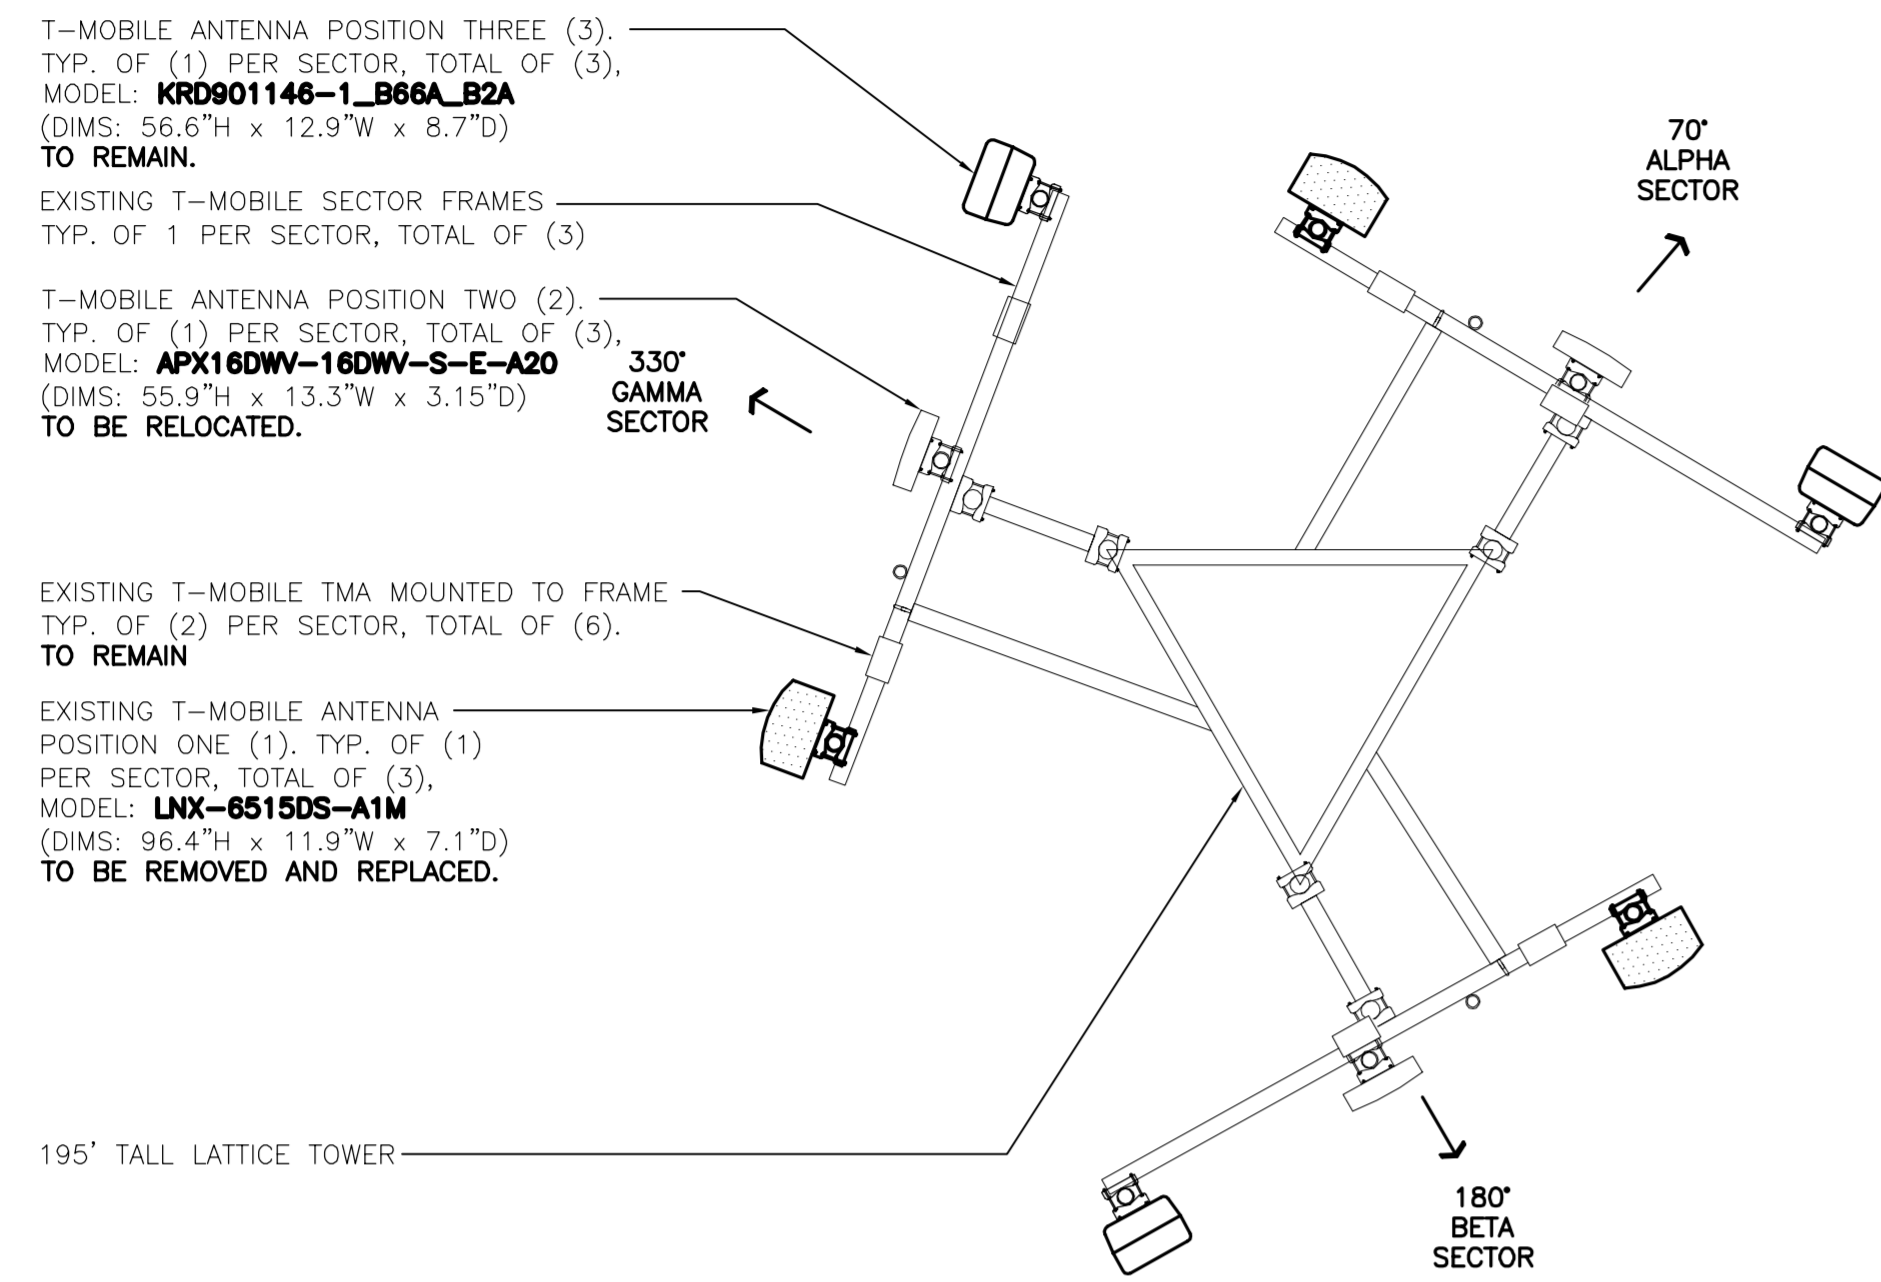 T-MOBILE ANTENNA POSITION THREE (3).
TYP. OF (1) PER SECTOR, TOTAL OF (3),
MODEL: KRD901146-1_B66A_B2A
(DIMS: 56.6"H x 12.9"W x 8.7"D)
TO REMAIN.
EXISTING T-MOBILE SECTOR FRAMES
TYP. OF 1 PER SECTOR, TOTAL OF (3)
T-MOBILE ANTENNA POSITION TWO (2).
TYP. OF (1) PER SECTOR, TOTAL OF (3),
MODEL: APX16DWV-16DWV-S-E-A20
(DIMS: 55.9"H x 13.3"W x 3.15"D)
TO BE RELOCATED.
330°
GAMMA
SECTOR
70°
ALPHA
SECTOR
EXISTING T-MOBILE TMA MOUNTED TO FRAME
TYP. OF (2) PER SECTOR, TOTAL OF (6).
TO REMAIN
EXISTING T-MOBILE ANTENNA
POSITION ONE (1). TYP. OF (1)
PER SECTOR, TOTAL OF (3),
MODEL: LNX-6515DS-A1M
(DIMS: 96.4"H x 11.9"W x 7.1"D)
TO BE REMOVED AND REPLACED.
195' TALL LATTICE TOWER
180°
BETA
SECTOR